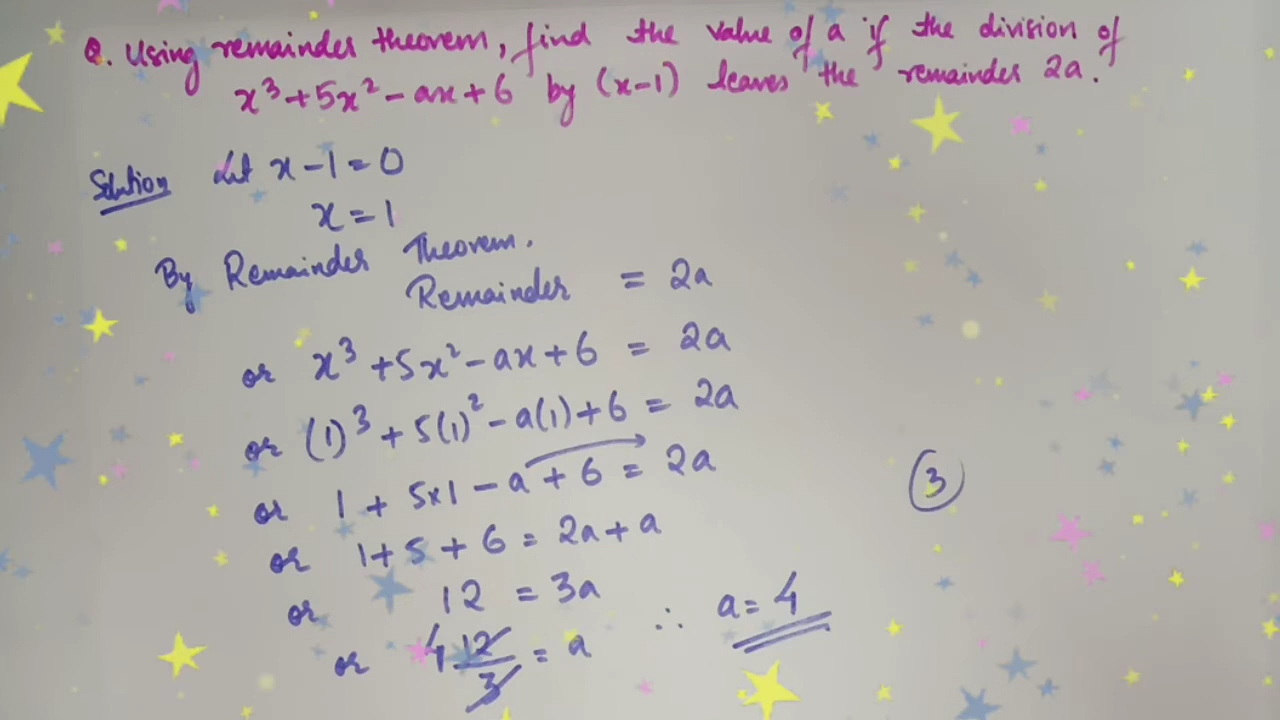 Q. Using remainder theorem, find the value of a if the division of
x³+5x²-ax+6 by (x-1) leaves the remainder 2a.
Solution Let x-1=0
x=1
By Remainder Theorem.
Remainder = 2a
or x³+5x²-ax+6 = 2a
or (1)³+5(1)²-a(1)+6 = 2a
or 1+5x1-a+6=2a
or 1+5+6=2a+a
or 12=3a
or 4 12/3 = a ∴ a=4
3